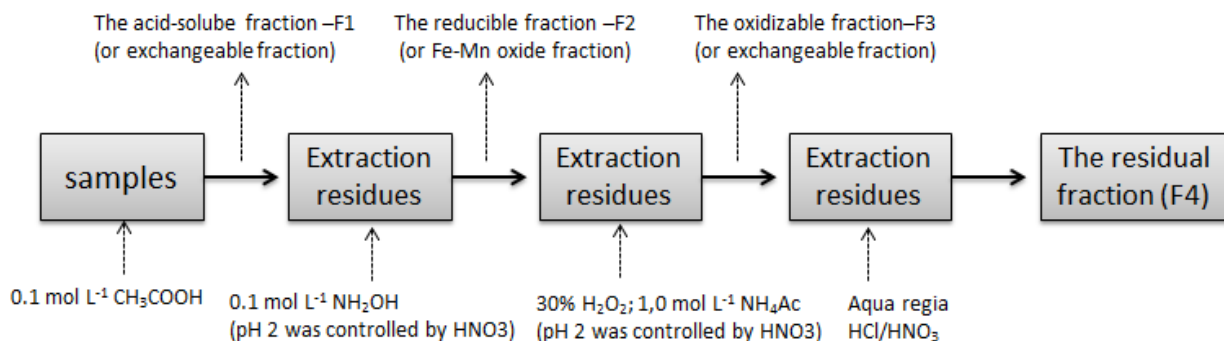 The acid-solube fraction –F1
(or exchangeable fraction)
The reducible fraction –F2
(or Fe-Mn oxide fraction)
The oxidizable fraction–F3
(or exchangeable fraction)
samples
Extraction
residues
Extraction
residues
Extraction
residues
The residual
fraction (F4)
0.1 mol L⁻¹ CH₃COOH
0.1 mol L⁻¹ NH₂OH
(pH 2 was controlled by HNO3)
30% H₂O₂; 1,0 mol L⁻¹ NH₄Ac
(pH 2 was controlled by HNO3)
Aqua regia
HCl/HNO₃